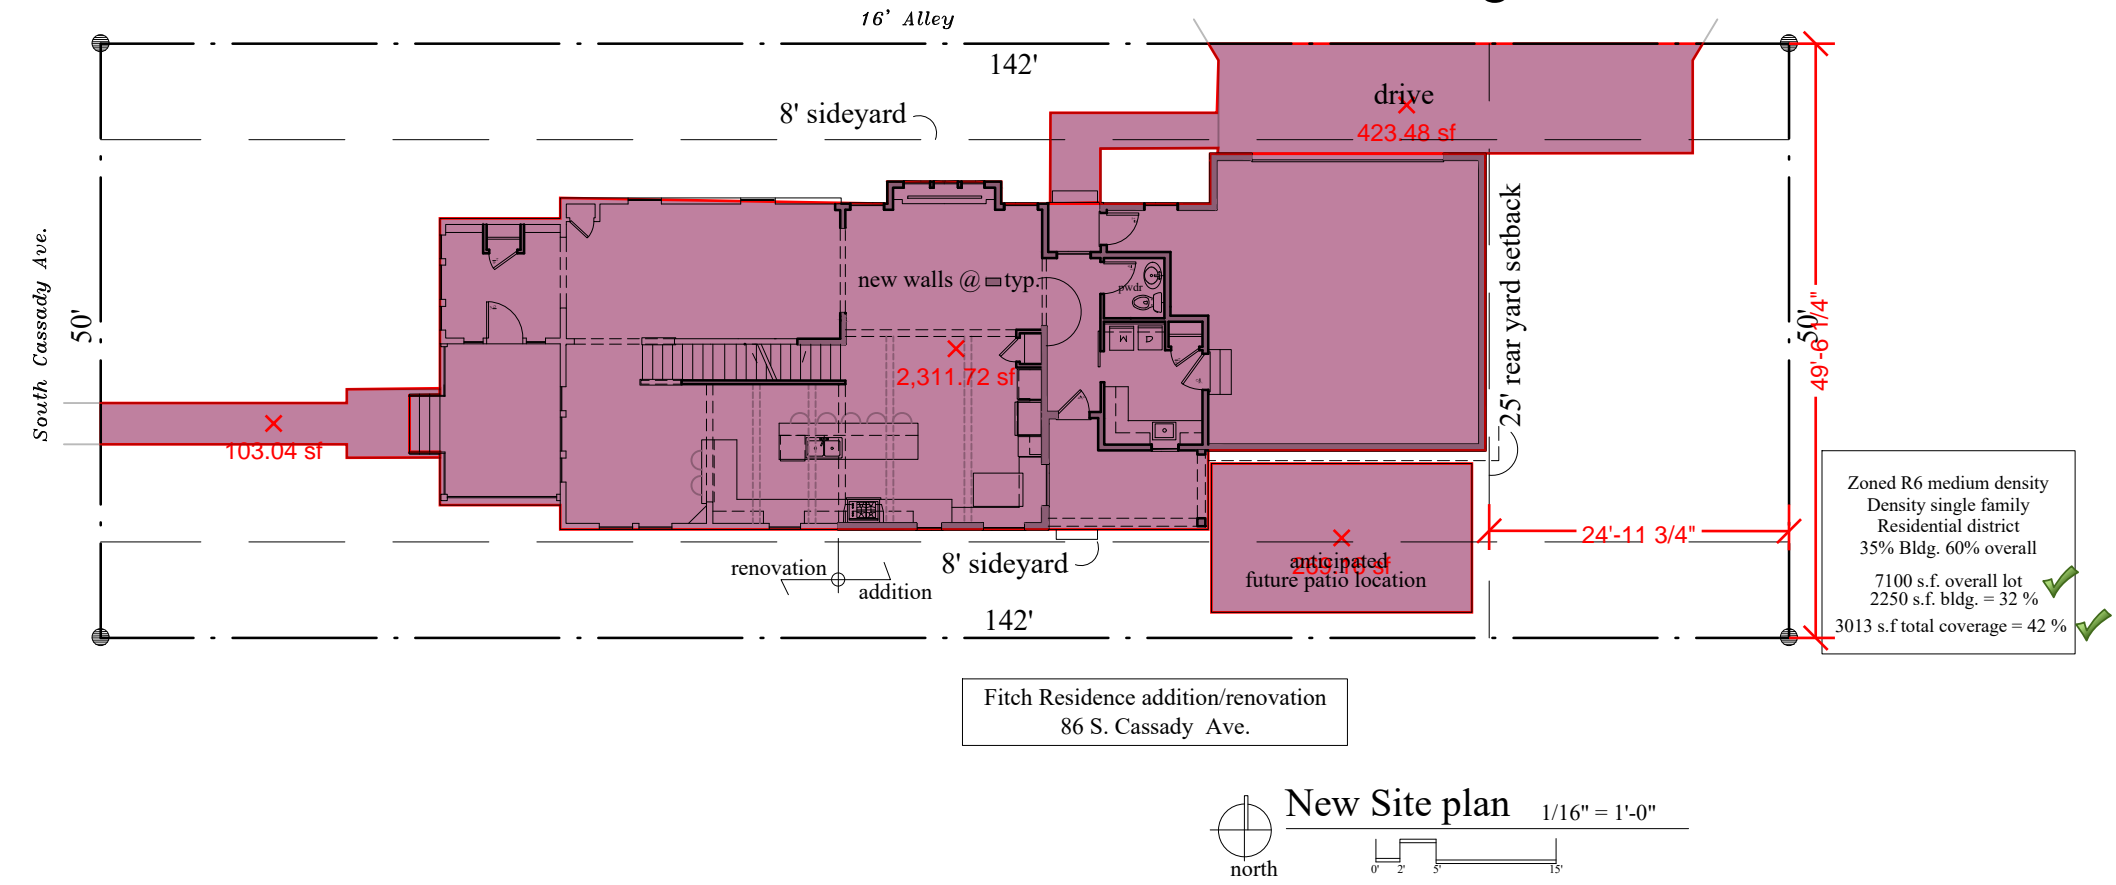 16' Alley
142'
drive
8' sideyard
423.48 sf
South Cassady Ave.
50'
new walls @ typ.
pwdr
W D
25' rear yard setback
50'
49'-6 1/4"
2,311.72 sf
103.04 sf
24'-11 3/4"
anticipated
future patio location
8' sideyard
renovation
addition
142'
Zoned R6 medium density
Density single family
Residential district
35% Bldg. 60% overall
7100 s.f. overall lot
2250 s.f. bldg. = 32 %
3013 s.f total coverage = 42 %
Fitch Residence addition/renovation
86 S. Cassady Ave.
New Site plan 1/16" = 1'-0"
north
0' 2' 5' 15'